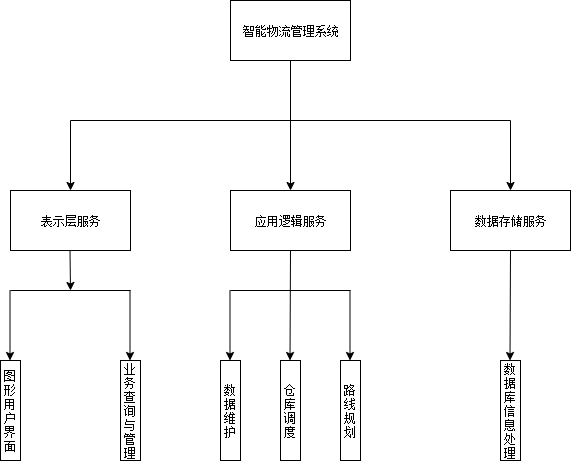 智能物流管理系统
表示层服务
应用逻辑服务
数据存储服务
图形用户界面
业务查询与管理
数据维护
仓库调度
路线规划
数据库信息处理